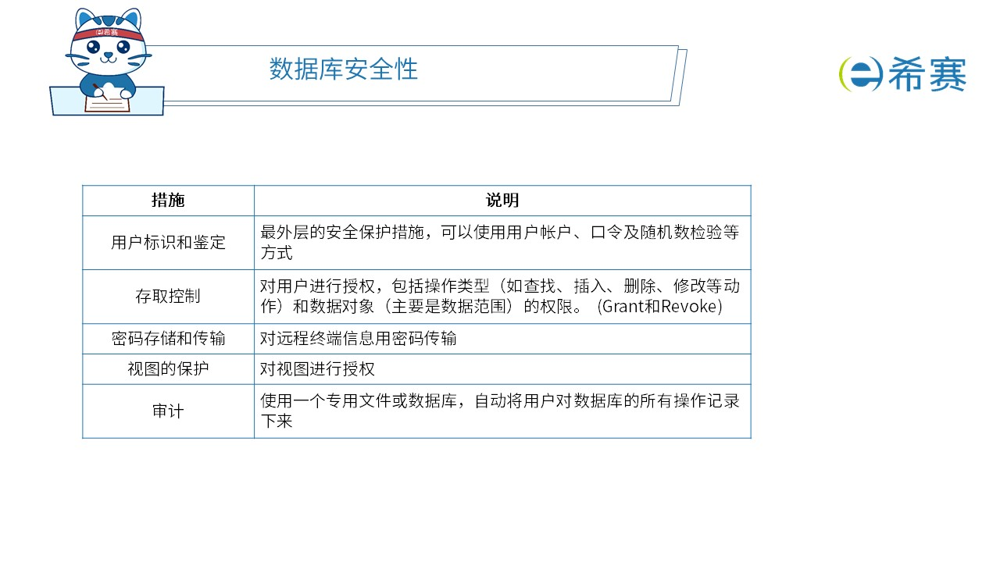 希赛
数据库安全性
希赛
措施
说明
用户标识和鉴定
最外层的安全保护措施，可以使用用户帐户、口令及随机数检验等
方式
存取控制
对用户进行授权，包括操作类型（如查找、插入、删除、修改等动
作）和数据对象（主要是数据范围）的权限。 (Grant和Revoke)
密码存储和传输
对远程终端信息用密码传输
视图的保护
对视图进行授权
审计
使用一个专用文件或数据库，自动将用户对数据库的所有操作记录
下来